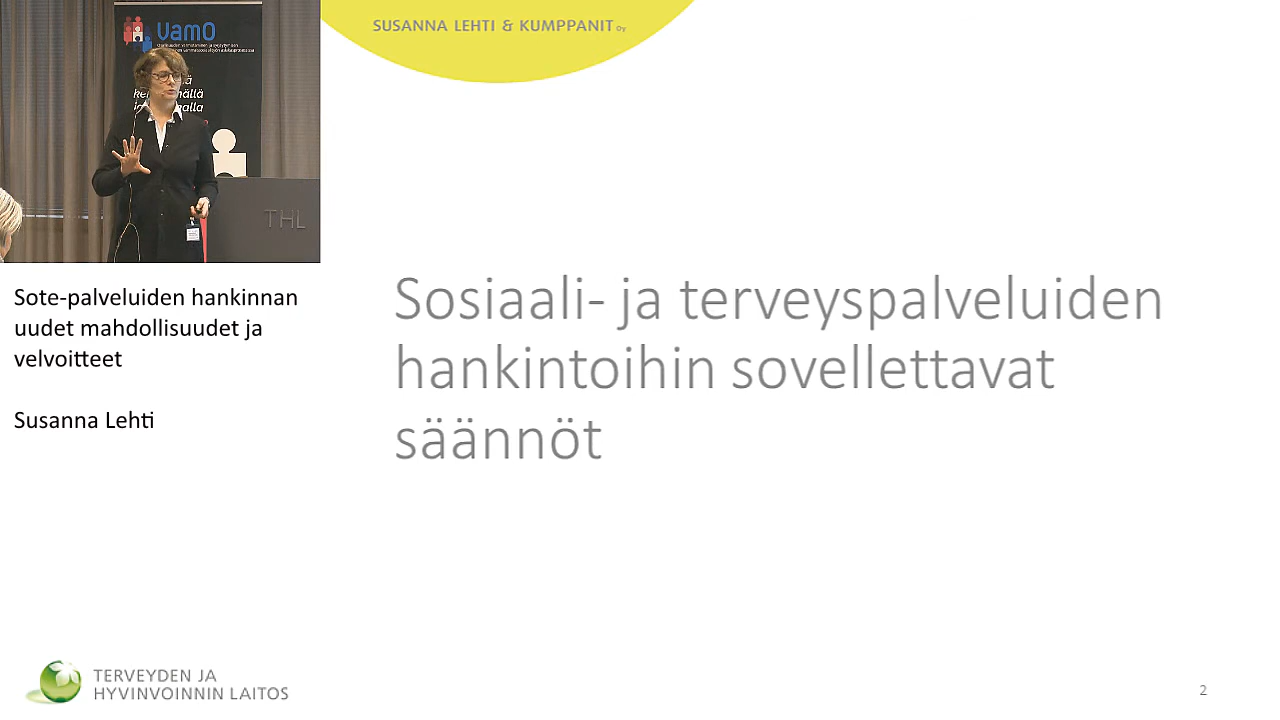 VamO
THL
Sote-palveluiden hankinnan
uudet mahdollisuudet ja
velvoitteet
Susanna Lehti
TERVEYDEN JA
HYVINVOINNIN LAITOS
SUSANNA LEHTI & KUMPPANIT OY
Sosiaali- ja terveyspalveluiden
hankintoihin sovellettavat
säännöt
2